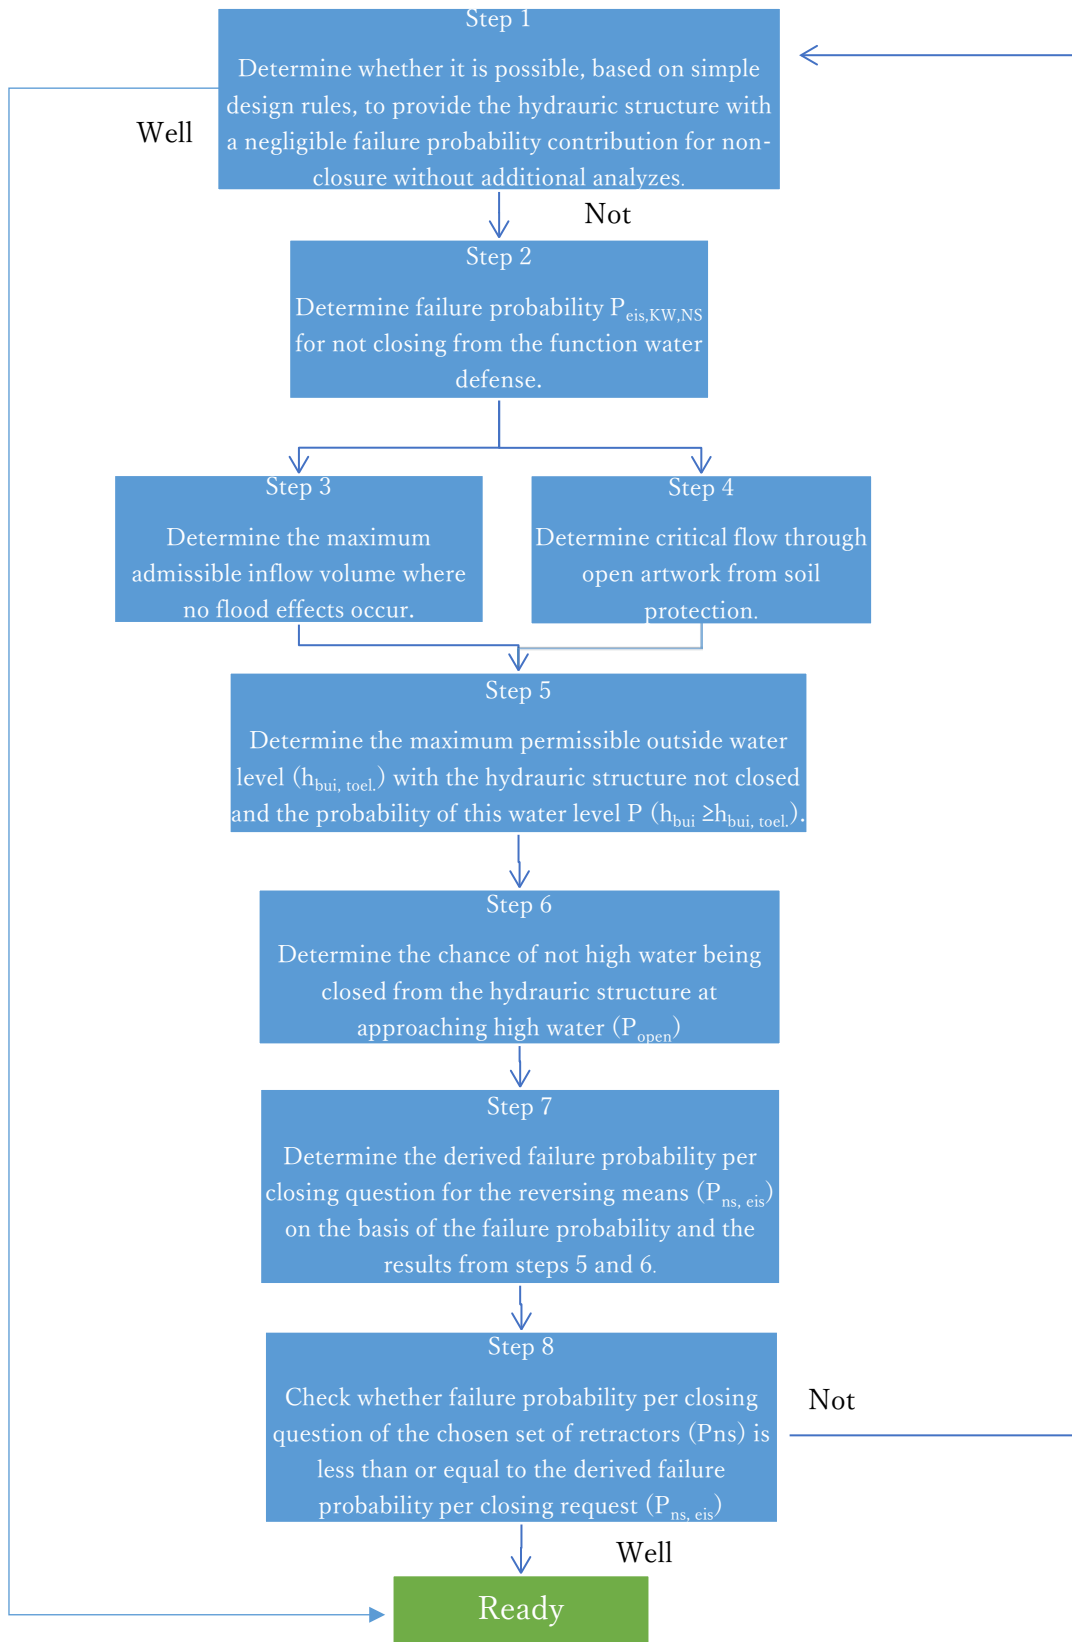 Step 1
Determine whether it is possible, based on simple
design rules, to provide the hydrauric structure with
a negligible failure probability contribution for non-
closure without additional analyzes.
Well
Not
Step 2
Determine failure probability P_eis,KW,NS
for not closing from the function water
defense.
Step 3
Determine the maximum
admissible inflow volume where
no flood effects occur.
Step 4
Determine critical flow through
open artwork from soil
protection.
Step 5
Determine the maximum permissible outside water
level (h_bui, toel.) with the hydrauric structure not closed
and the probability of this water level P (h_bui ≥h_bui, toel.).
Step 6
Determine the chance of not high water being
closed from the hydrauric structure at
approaching high water (P_open)
Step 7
Determine the derived failure probability per
closing question for the reversing means (P_ns, eis)
on the basis of the failure probability and the
results from steps 5 and 6.
Step 8
Check whether failure probability per closing
question of the chosen set of retractors (Pns) is
less than or equal to the derived failure
probability per closing request (P_ns, eis)
Not
Well
Ready